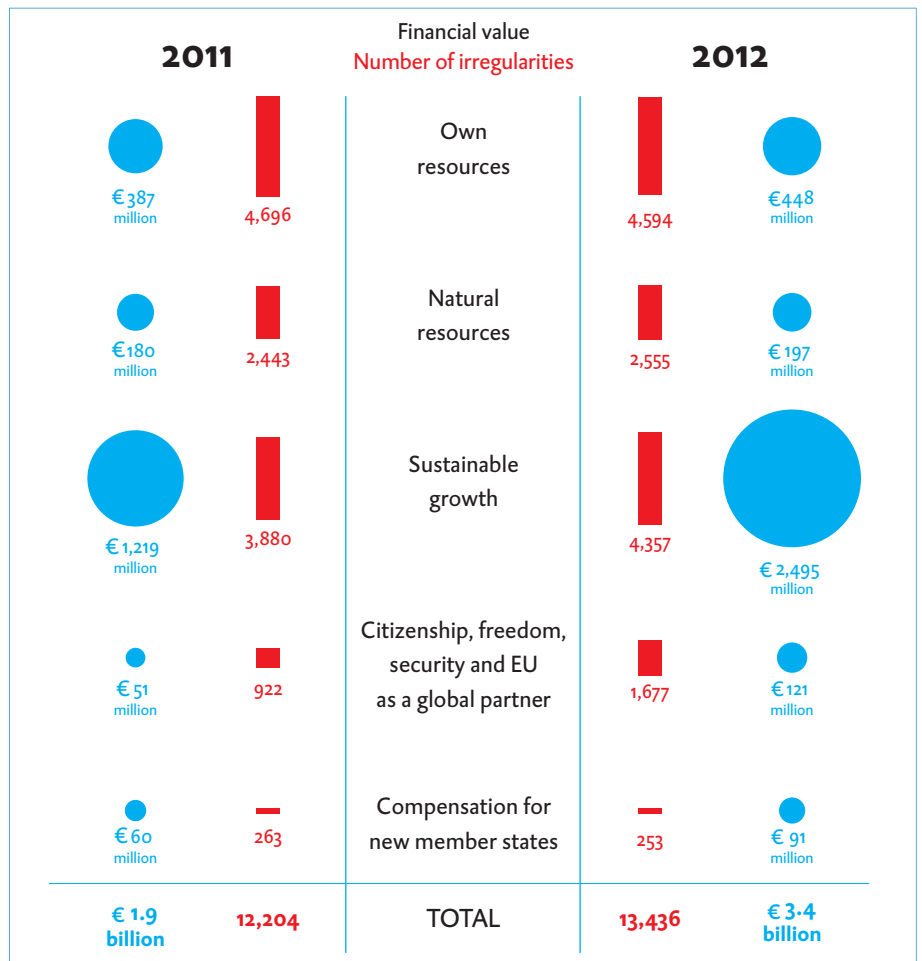 2011
Financial value
Number of irregularities
2012
€ 387
million
4,696
Own
resources
4,594
€ 448
million
€ 180
million
2,443
Natural
resources
2,555
€ 197
million
€ 1,219
million
3,880
Sustainable
growth
4,357
€ 2,495
million
€ 51
million
922
Citizenship, freedom,
security and EU
as a global partner
1,677
€ 121
million
€ 60
million
263
Compensation for
new member states
253
€ 91
million
€ 1.9
billion
12,204
TOTAL
13,436
€ 3.4
billion